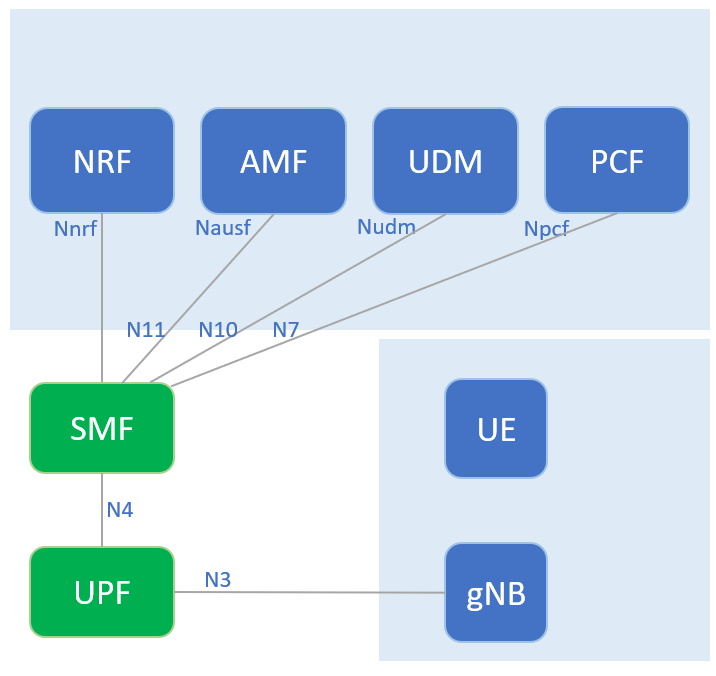 NRF AMF UDM PCF
Nnrf Nausf Nudm Npcf
N11 N10 N7
SMF UE
N4
N3
UPF gNB